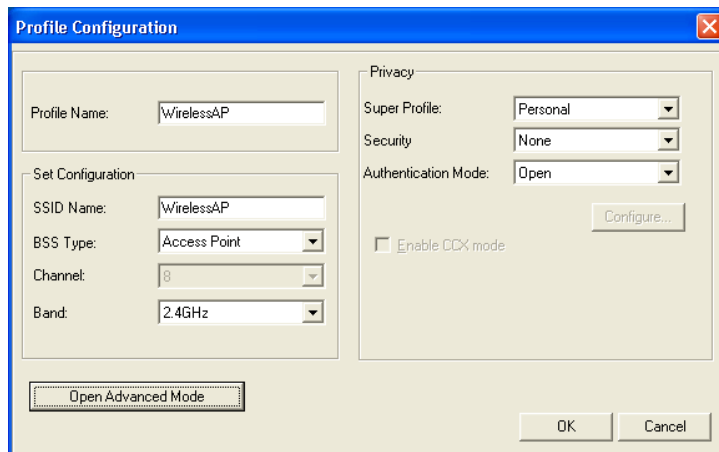 Profile Configuration
Profile Name: WirelessAP
Set Configuration
SSID Name: WirelessAP
BSS Type: Access Point
Channel: 8
Band: 2.4GHz
Open Advanced Mode
Privacy
Super Profile: Personal
Security None
Authentication Mode: Open
Configure...
Enable CCX mode
OK Cancel